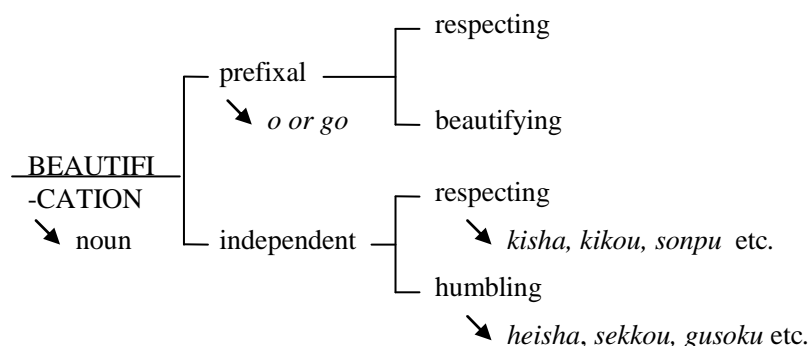 respecting
prefixal
o or go
beautifying
BEAUTIFI
-CATION
noun
respecting
independent
kisha, kikou, sonpu etc.
humbling
heisha, sekkou, gusoku etc.